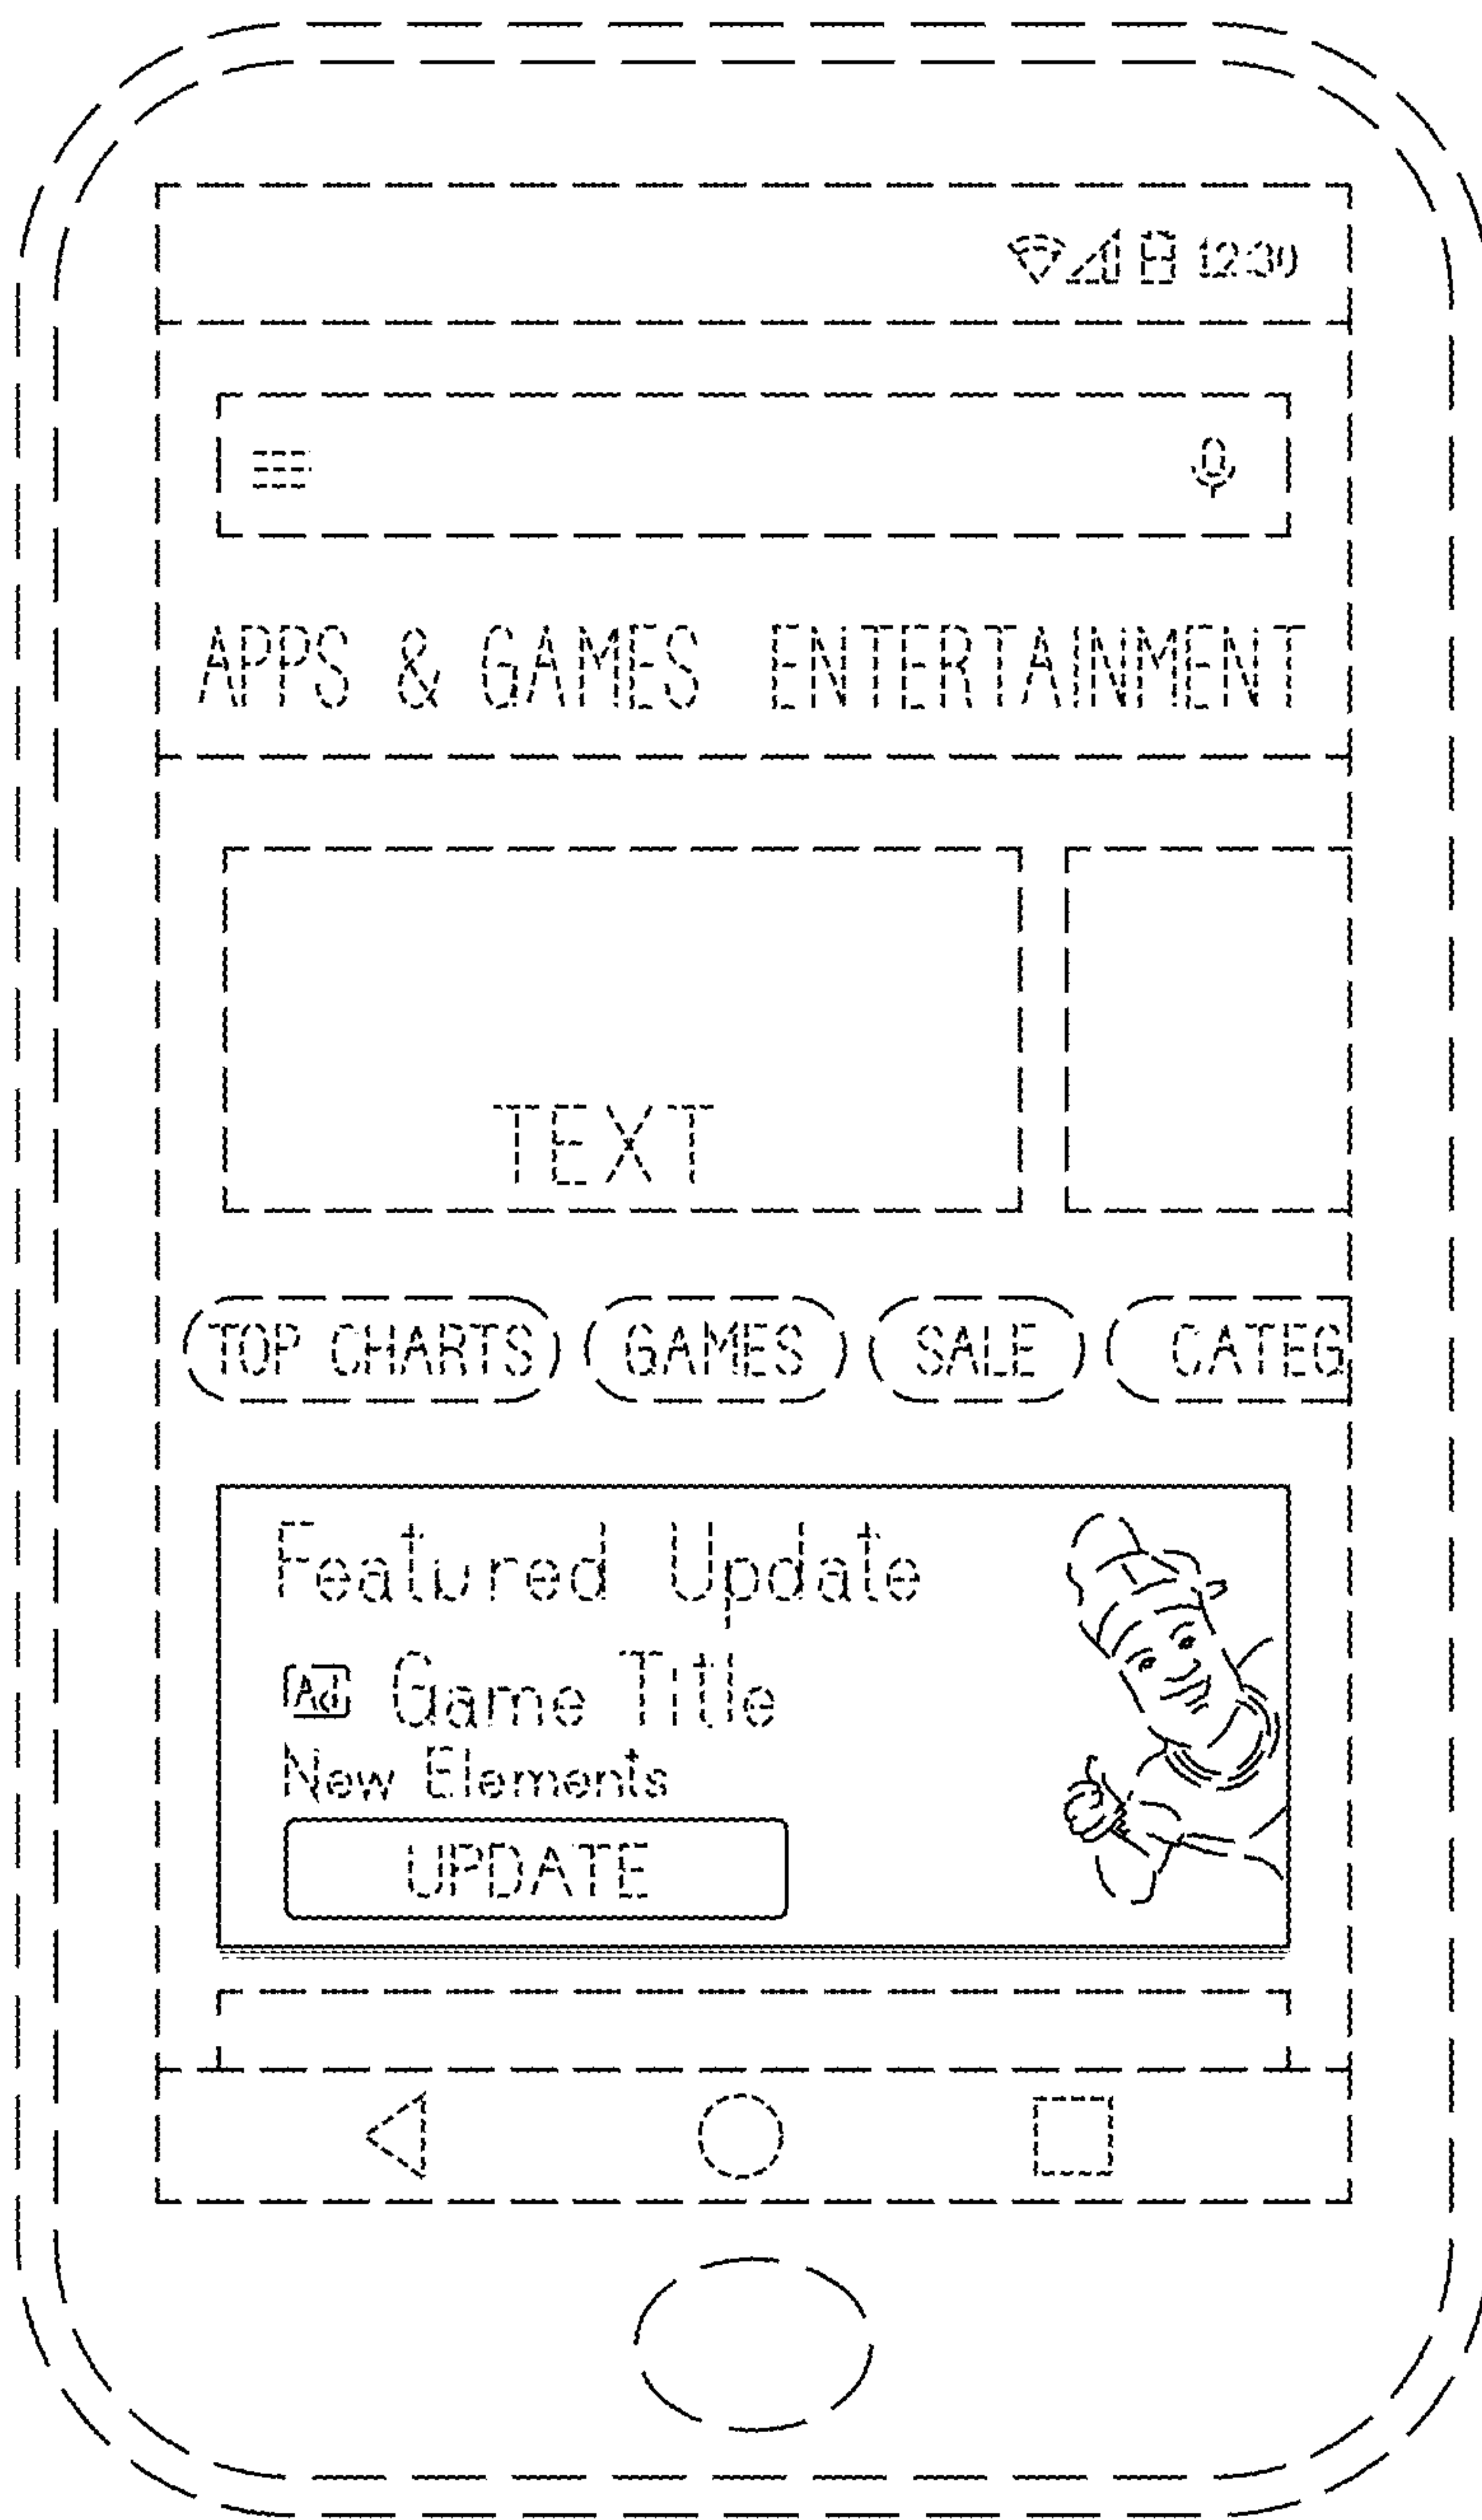 12:30
APPS & GAMES ENTERTAINMENT
TEXT
TOP CHARTS GAMES SALE CATEG
Featured Update
Ad Game Title
New Elements
UPDATE